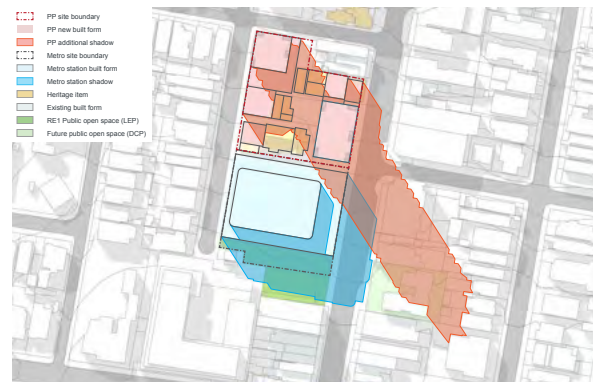 PP site boundary
PP new built form
PP additional shadow
Metro site boundary
Metro station built form
Metro station shadow
Heritage item
Existing built form
RE1 Public open space (LEP)
Future public open space (DCP)